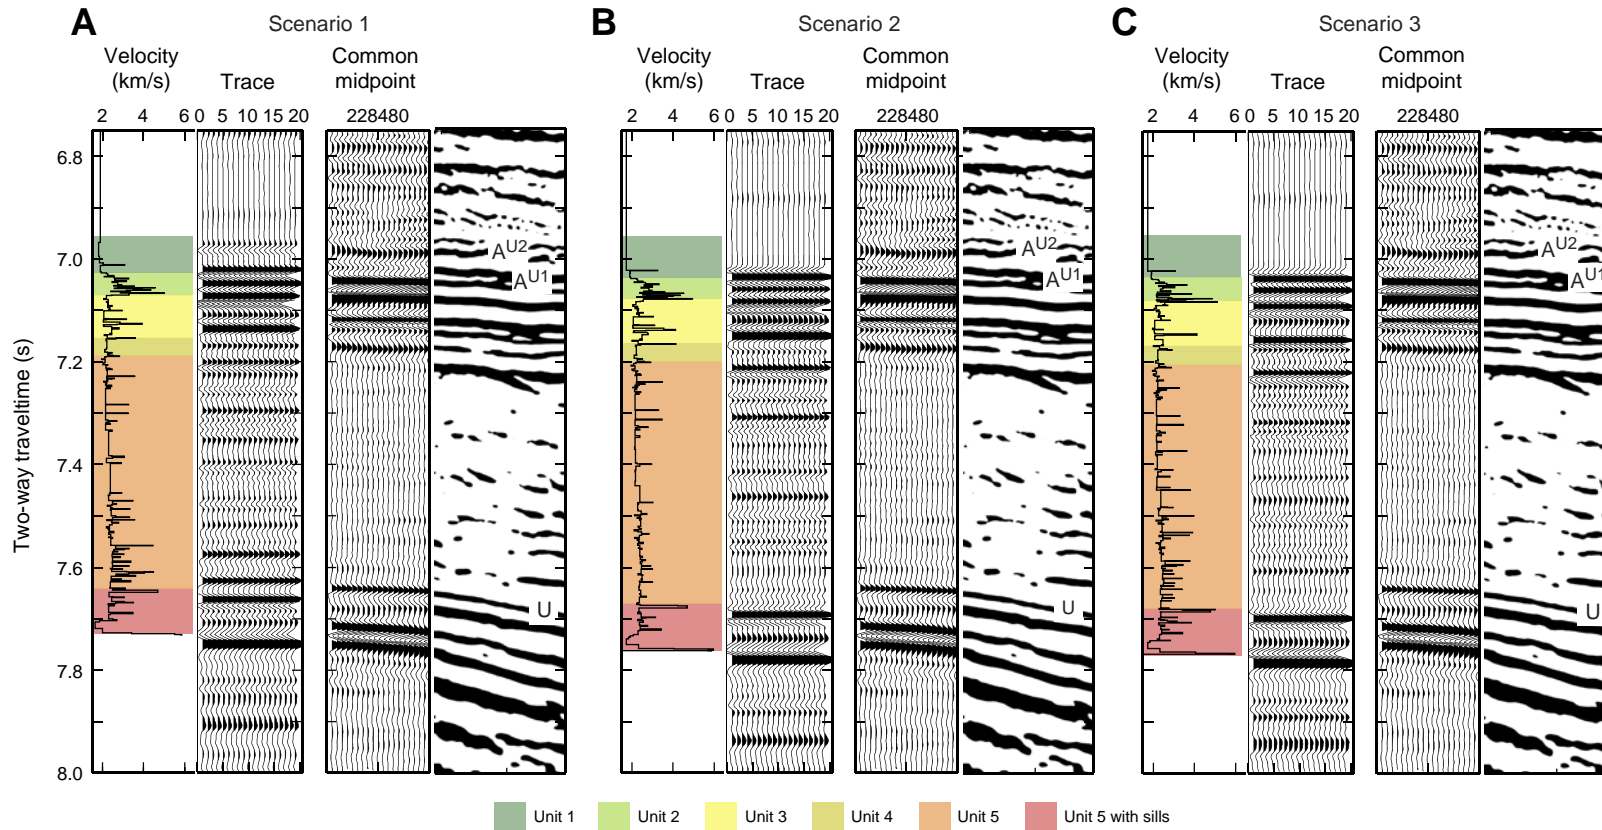 A Scenario 1
B Scenario 2
C Scenario 3
Velocity (km/s)
Trace
Common midpoint
Velocity (km/s)
Trace
Common midpoint
Velocity (km/s)
Trace
Common midpoint
2 4 6 0 5 10 15 20 228480
2 4 6 0 5 10 15 20 228480
2 4 6 0 5 10 15 20 228480
Two-way traveltime (s)
6.8
7.0
7.2
7.4
7.6
7.8
8.0
AU2
AU1
U
AU2
AU1
U
AU2
AU1
U
Unit 1
Unit 2
Unit 3
Unit 4
Unit 5
Unit 5 with sills